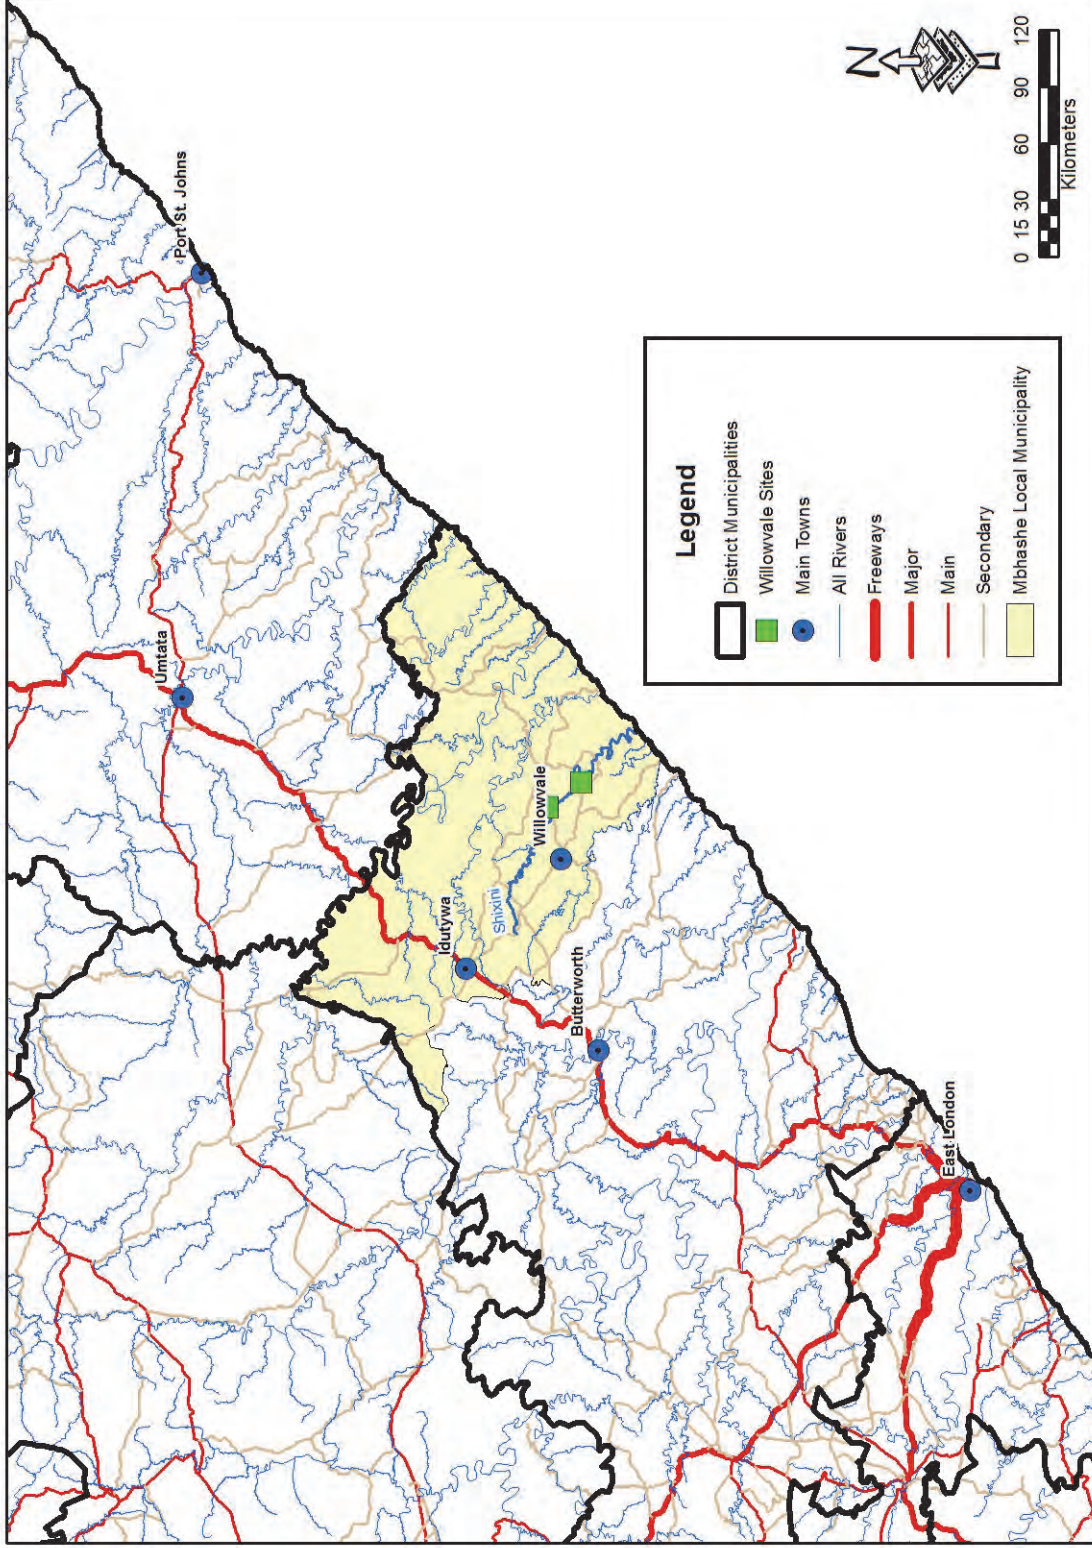 Port St. Johns
Umtata
Idutywa
Willowvale
Shixini
Butterworth
East London
N
0 15 30 60 90 120
Kilometers
Legend
District Municipalities
Willowvale Sites
Main Towns
All Rivers
Freeways
Major
Main
Secondary
Mbhashe Local Municipality